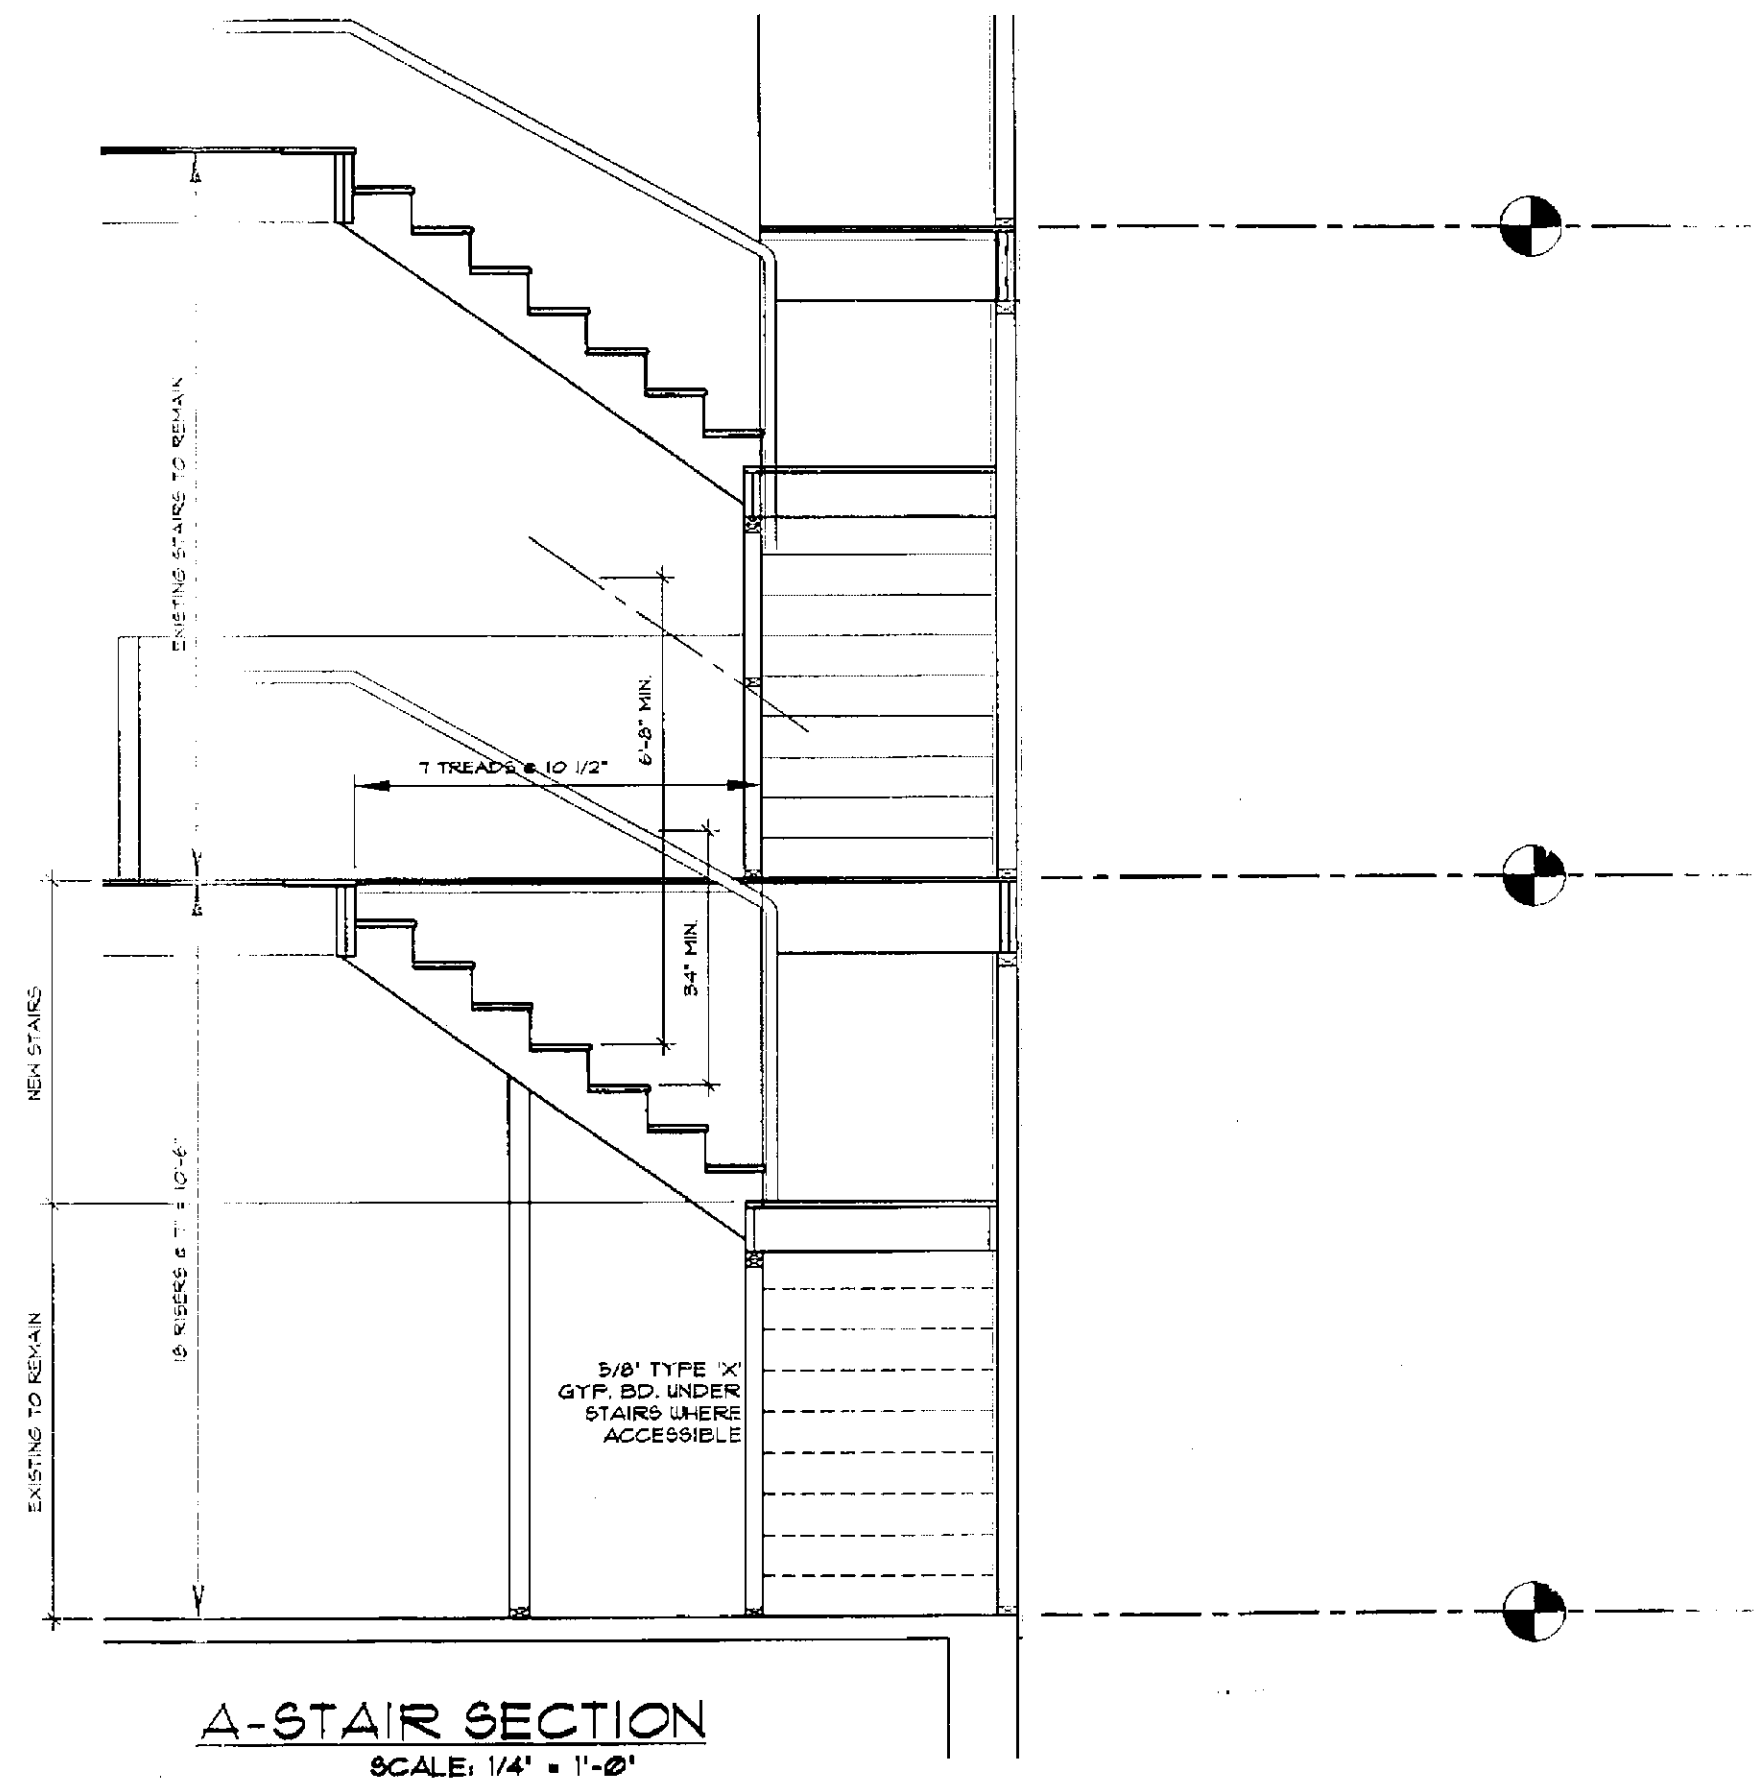 EXISTING STAIRS TO REMAIN
6'-8" MIN.
7 TREADS @ 10 1/2"
34" MIN.
NEW STAIRS
18 RISERS @ 7" = 10'-6"
EXISTING TO REMAIN
5/8" TYPE 'X'
GYP. BD. UNDER
STAIRS WHERE
ACCESSIBLE
A-STAIR SECTION
SCALE: 1/4" = 1'-0"